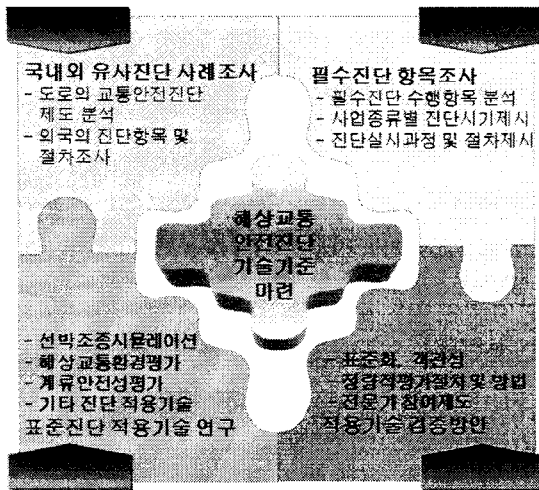 국내외 유사진단 사례조사
- 도로의 교통안전진단
제도 분석
- 외국의 진단항목 및
절차조사
필수진단 항목조사
- 필수진단 수행항목 분석
- 사업종류별 진단시기제시
- 진단실시과정 및 절차제시
해상교통
안전진단
기술기준
마련
- 선박조종시뮬레이션
- 해상교통환경평가
- 계류안전성평가
- 기타 진단 적용기술
표준진단 적용기술 연구
- 표준화, 객관성
- 정량적평가절차 및 방법
- 전문가 참여제도
적용기술 검증방안